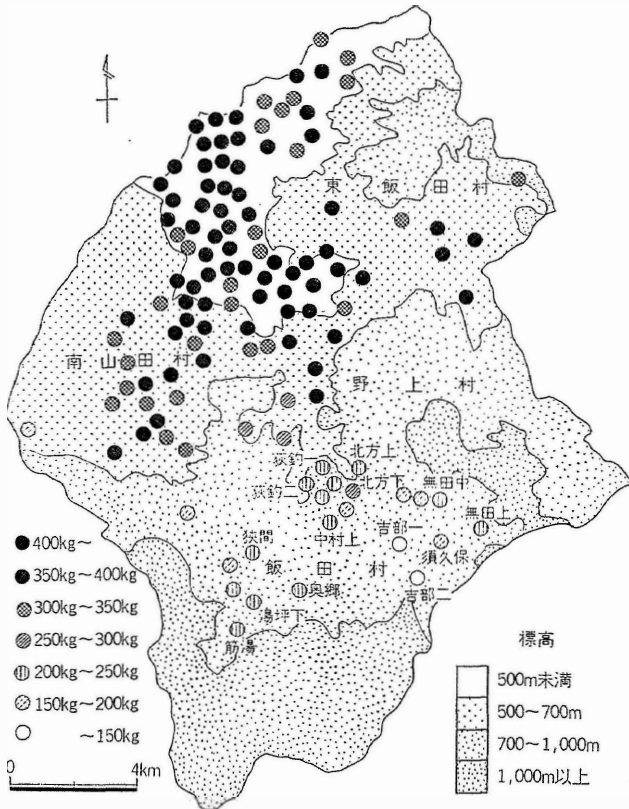 東飯田村
南山田村
野上村
荻釣一
北方上
荻釣二
北方下
無田中
無田上
中村上
吉部一
須久保
狭間
飯田村
奥郷
吉部二
湯坪下
筋湯
400kg～
350kg～400kg
300kg～350kg
250kg～300kg
200kg～250kg
150kg～200kg
～150kg
0 4km
標高
500m未満
500～700m
700～1,000m
1,000m以上